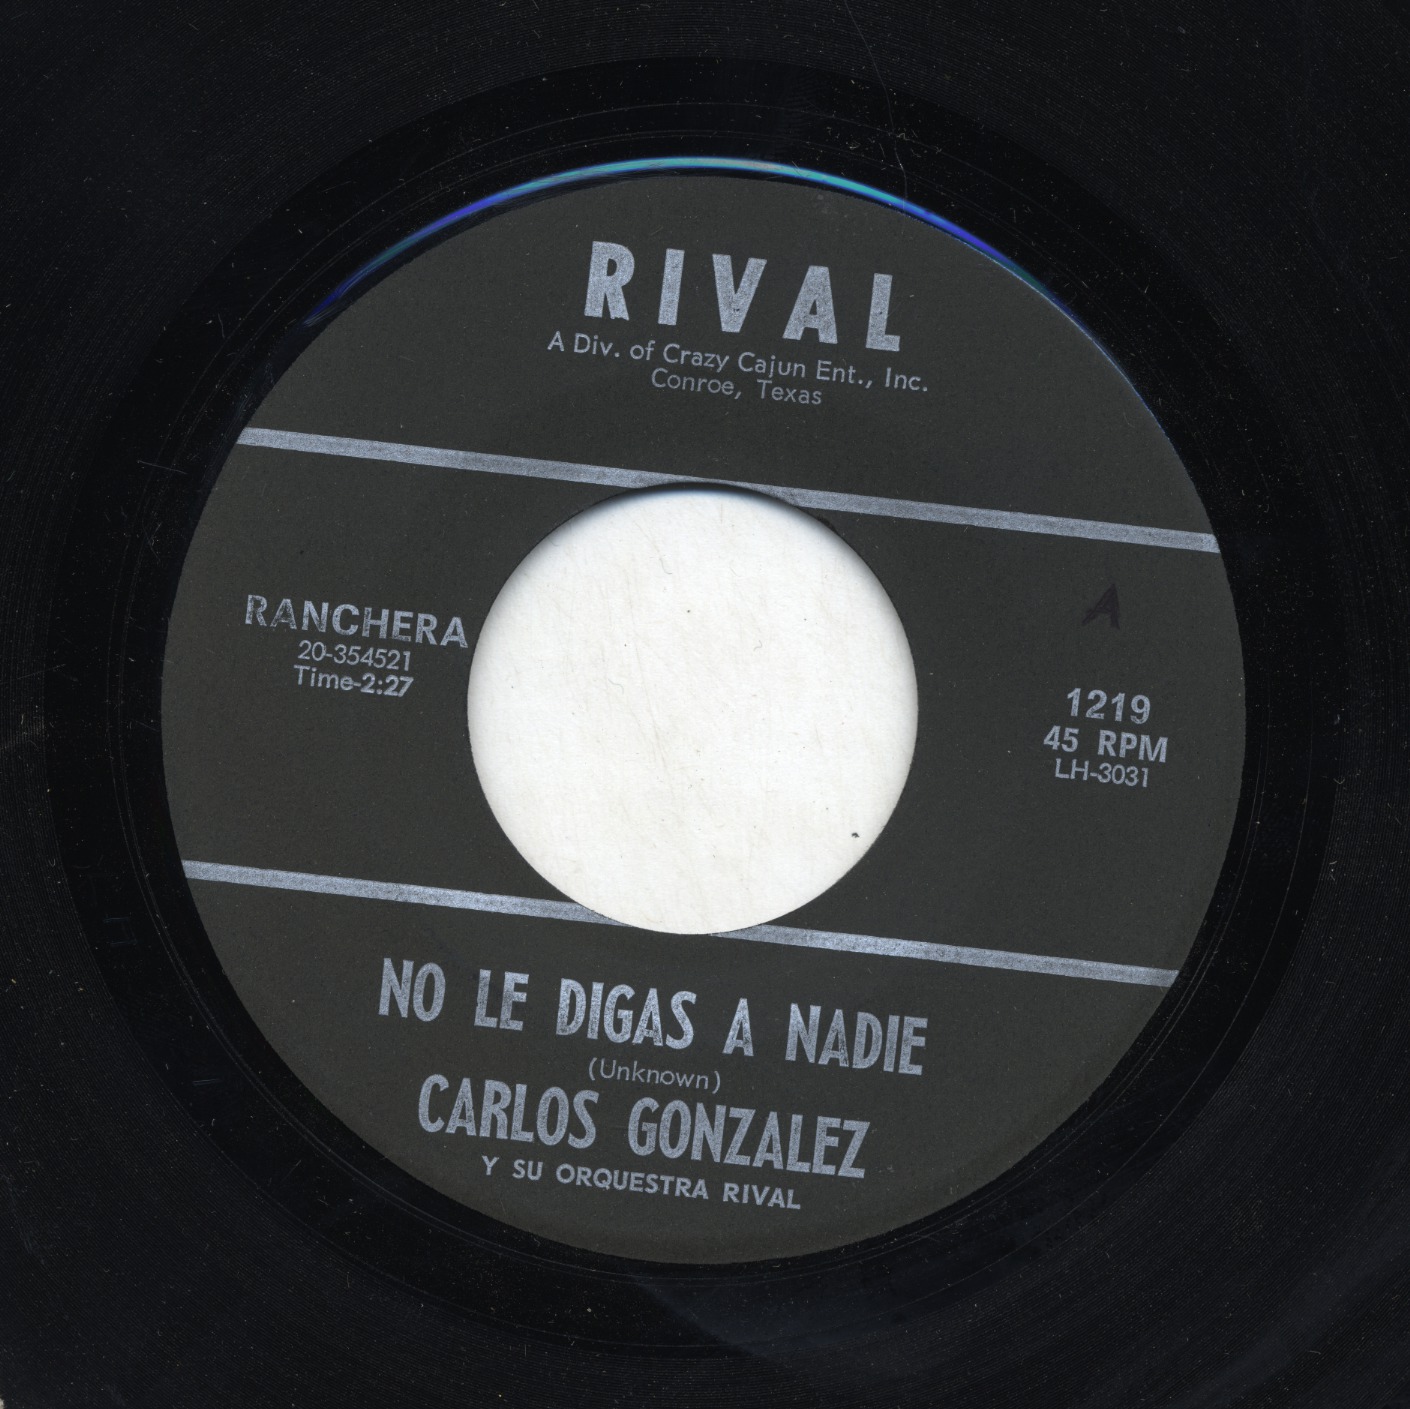 RIVAL
A Div. of Crazy Cajun Ent., Inc.
Conroe, Texas
RANCHERA
20-354521
Time-2:27
A
1219
45 RPM
LH-3031
NO LE DIGAS A NADIE
(Unknown)
CARLOS GONZALEZ
Y SU ORQUESTRA RIVAL